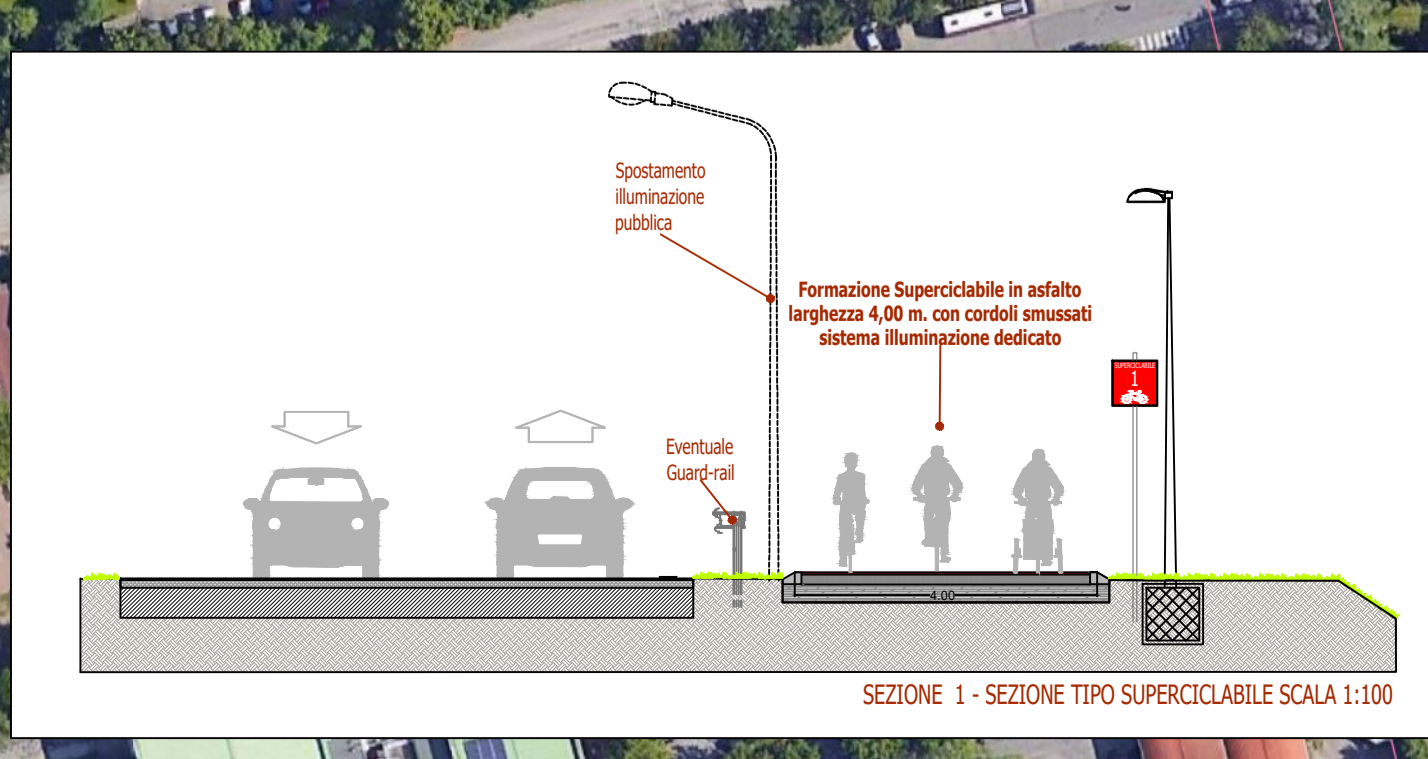 Spostamento
illuminazione
pubblica
Formazione Superciclabile in asfalto
larghezza 4,00 m. con cordoli smussati
sistema illuminazione dedicato
SUPERCICLABILE
1
Eventuale
Guard-rail
4.00
SEZIONE 1 - SEZIONE TIPO SUPERCICLABILE SCALA 1:100